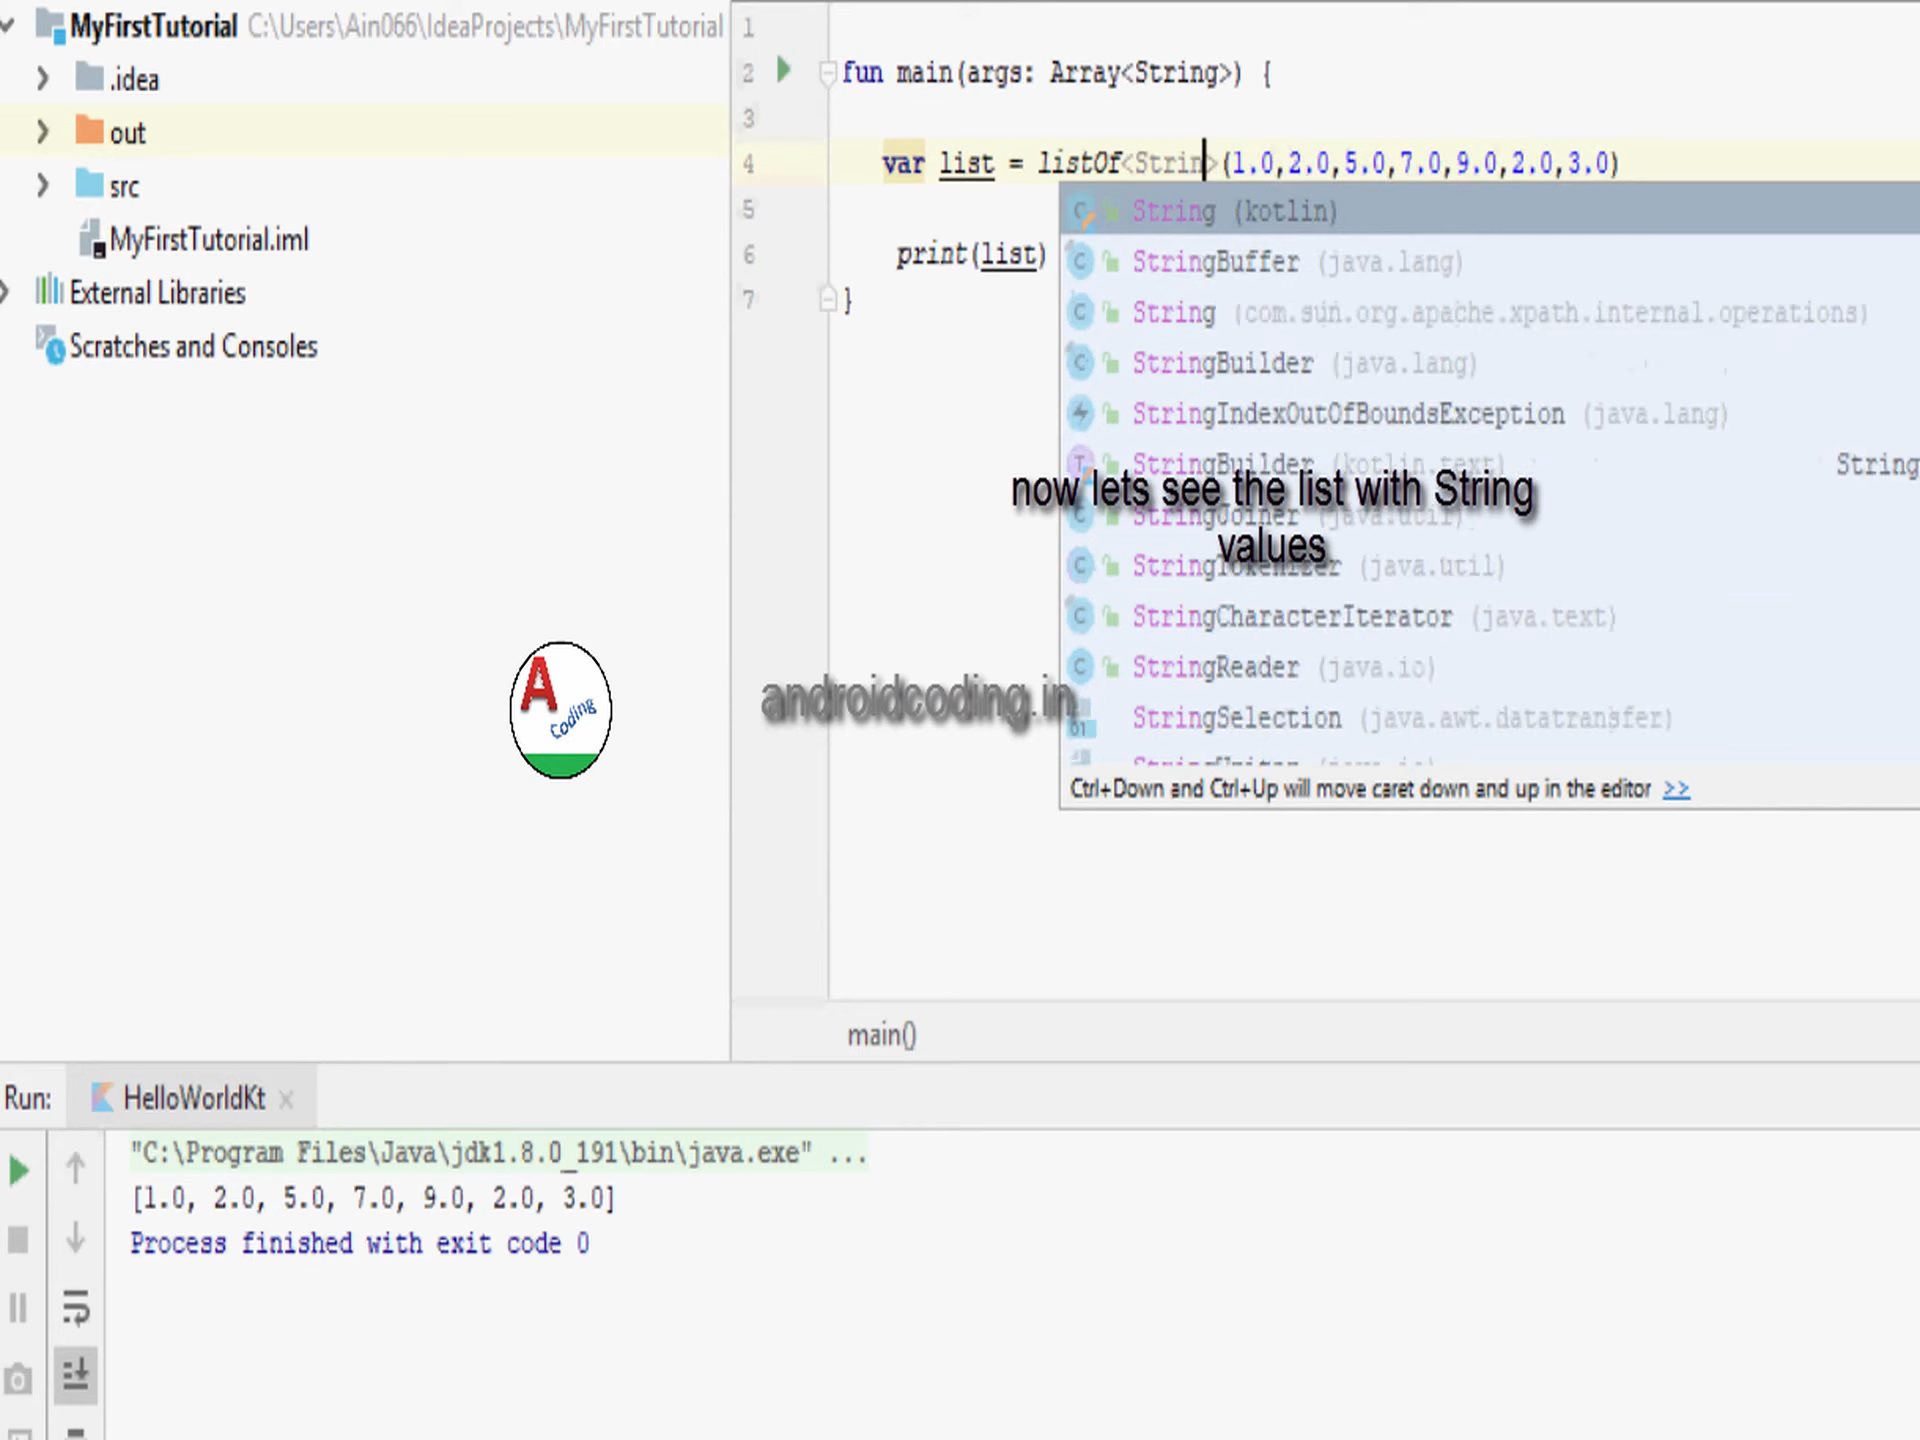 MyFirstTutorial C:\Users\Ain066\IdeaProjects\MyFirstTutorial
.idea
out
src
MyFirstTutorial.iml
External Libraries
Scratches and Consoles
1
2 fun main(args: Array<String>) {
3
4 var list = listOf<Strin>(1.0,2.0,5.0,7.0,9.0,2.0,3.0)
5
6 print(list)
7 }
String (kotlin)
StringBuffer (java.lang)
String (com.sun.org.apache.xpath.internal.operations)
StringBuilder (java.lang)
StringIndexOutOfBoundsException (java.lang)
StringBuilder (kotlin.text) String
now lets see the list with String
StringJoiner (java.util)
values
StringTokenizer (java.util)
StringCharacterIterator (java.text)
StringReader (java.io)
StringSelection (java.awt.datatransfer)
Ctrl+Down and Ctrl+Up will move caret down and up in the editor >>
A
Coding
androidcoding.in
main()
Run: HelloWorldKt
"C:\Program Files\Java\jdk1.8.0_191\bin\java.exe" ...
[1.0, 2.0, 5.0, 7.0, 9.0, 2.0, 3.0]
Process finished with exit code 0